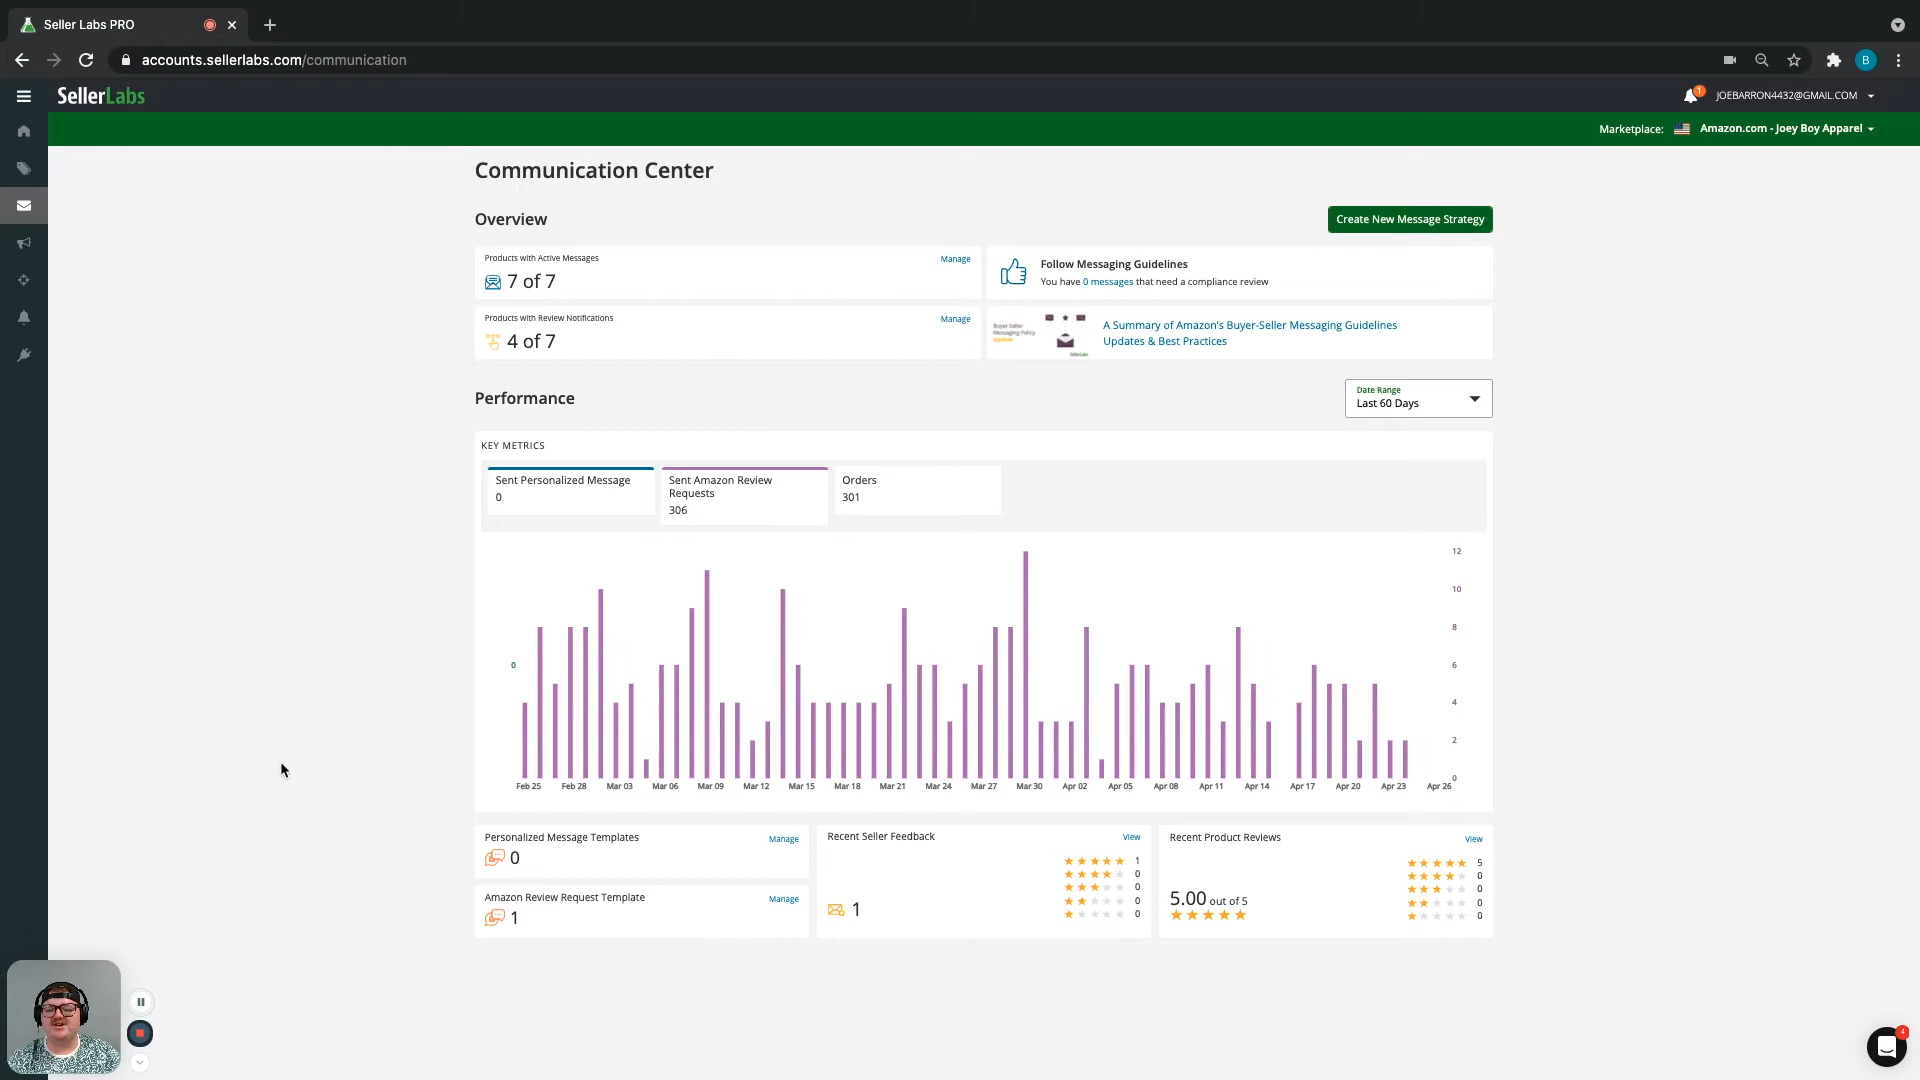 Seller Labs PRO
accounts.sellerlabs.com/communication
B
SellerLabs
1
JOEBARRON4432@GMAIL.COM
Marketplace:
Amazon.com - Joey Boy Apparel
Communication Center
Overview
Create New Message Strategy
Products with Active Messages
Manage
7 of 7
Follow Messaging Guidelines
You have 0 messages that need a compliance review
Products with Review Notifications
Manage
4 of 7
Buyer-Seller
Messaging Policy
Update
SellerLabs
A Summary of Amazon's Buyer-Seller Messaging Guidelines
Updates & Best Practices
Performance
Date Range
Last 60 Days
KEY METRICS
Sent Personalized Message
0
Sent Amazon Review
Requests
306
Orders
301
12
10
8
0
6
4
2
0
Feb 25 Feb 28 Mar 03 Mar 06 Mar 09 Mar 12 Mar 15 Mar 18 Mar 21 Mar 24 Mar 27 Mar 30 Apr 02 Apr 05 Apr 08 Apr 11 Apr 14 Apr 17 Apr 20 Apr 23 Apr 26
Personalized Message Templates
Manage
0
Amazon Review Request Template
Manage
1
Recent Seller Feedback
View
1
0
0
0
0
1
Recent Product Reviews
View
5
0
0
0
0
5.00 out of 5
4